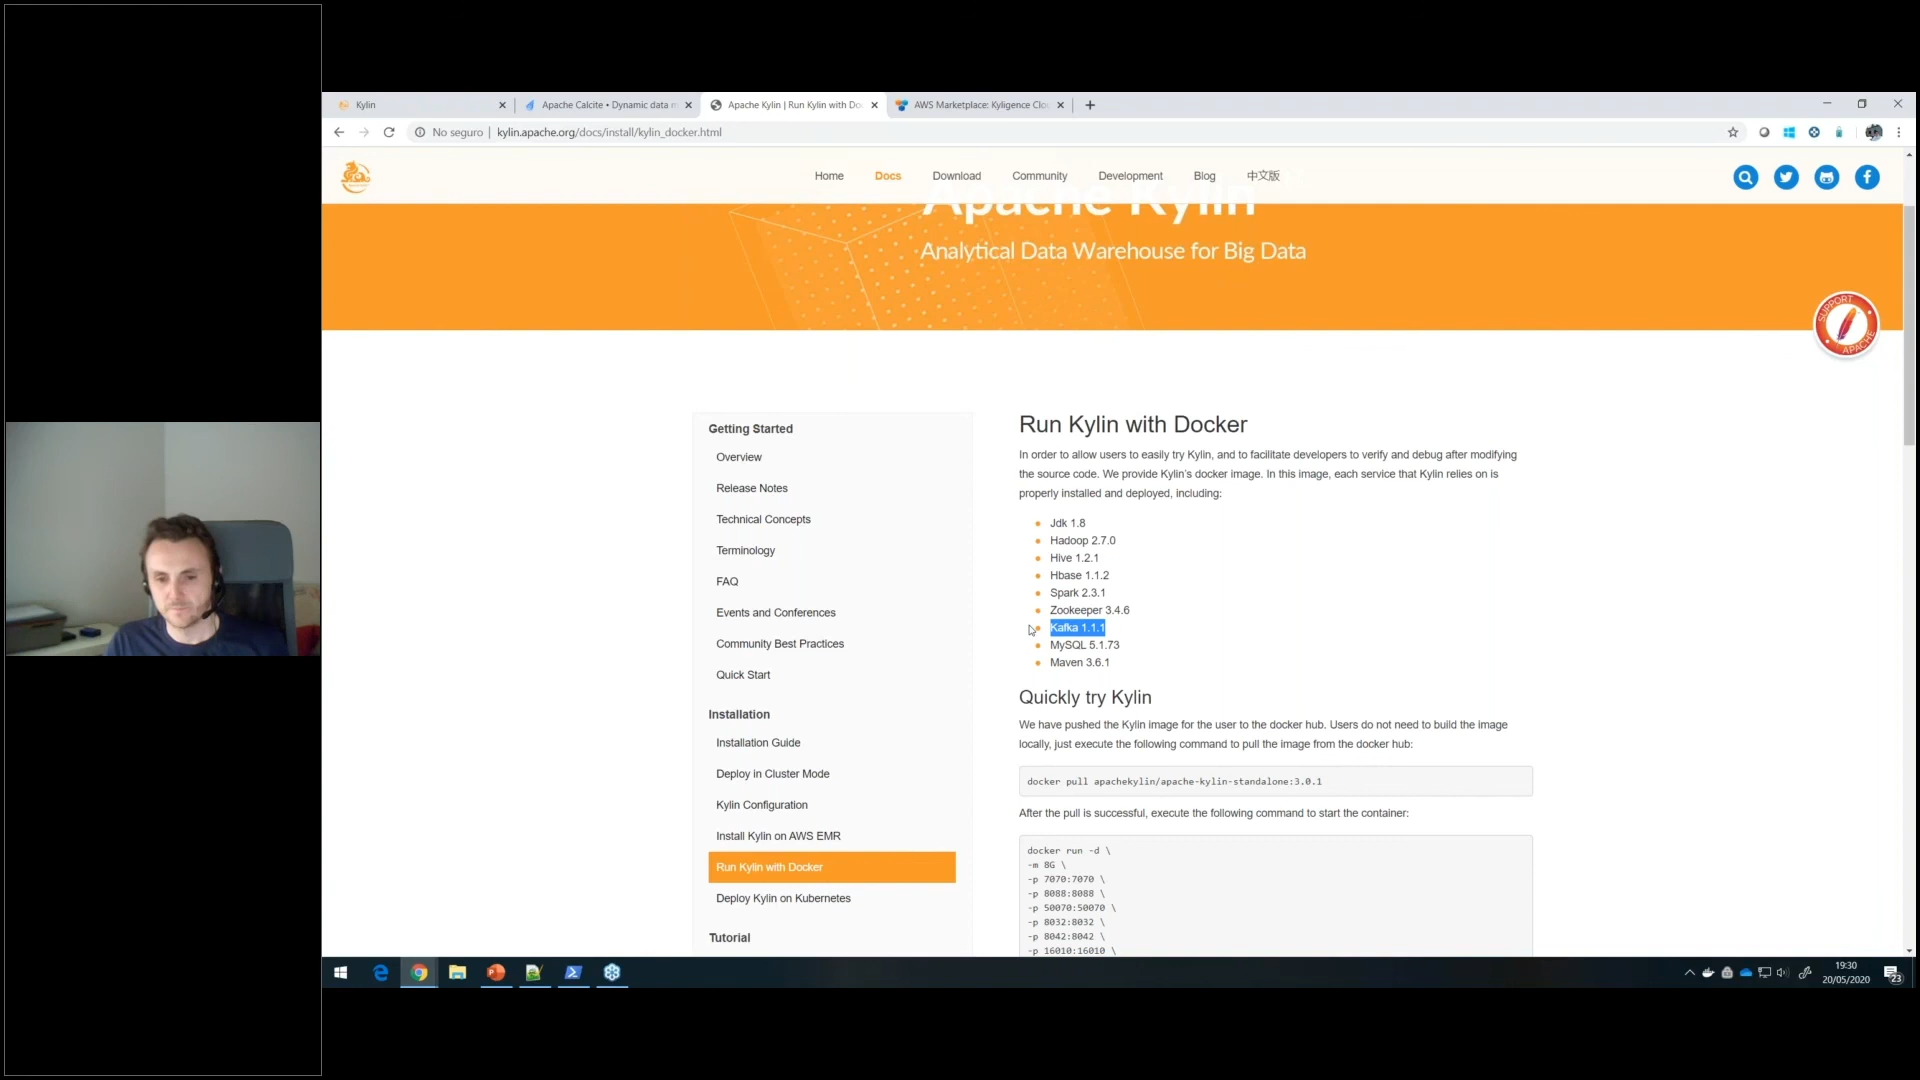 Kylin
Apache Calcite • Dynamic data m
Apache Kylin | Run Kylin with Do
AWS Marketplace: Kyligence Clo
No seguro | kylin.apache.org/docs/install/kylin_docker.html
Home
Docs
Download
Community
Development
Blog
中文版
Apache Kylin
Analytical Data Warehouse for Big Data
SUPPORT
APACHE
Getting Started
Overview
Release Notes
Technical Concepts
Terminology
FAQ
Events and Conferences
Community Best Practices
Quick Start
Installation
Installation Guide
Deploy in Cluster Mode
Kylin Configuration
Install Kylin on AWS EMR
Run Kylin with Docker
Deploy Kylin on Kubernetes
Tutorial
Run Kylin with Docker
In order to allow users to easily try Kylin, and to facilitate developers to verify and debug after modifying
the source code. We provide Kylin's docker image. In this image, each service that Kylin relies on is
properly installed and deployed, including:
Jdk 1.8
Hadoop 2.7.0
Hive 1.2.1
Hbase 1.1.2
Spark 2.3.1
Zookeeper 3.4.6
Kafka 1.1.1
MySQL 5.1.73
Maven 3.6.1
Quickly try Kylin
We have pushed the Kylin image for the user to the docker hub. Users do not need to build the image
locally, just execute the following command to pull the image from the docker hub:
docker pull apachekylin/apache-kylin-standalone:3.0.1
After the pull is successful, execute the following command to start the container:
docker run -d \
-m 8G \
-p 7070:7070 \
-p 8088:8088 \
-p 50070:50070 \
-p 8032:8032 \
-p 8042:8042 \
-p 16010:16010 \
19:30
20/05/2020
23